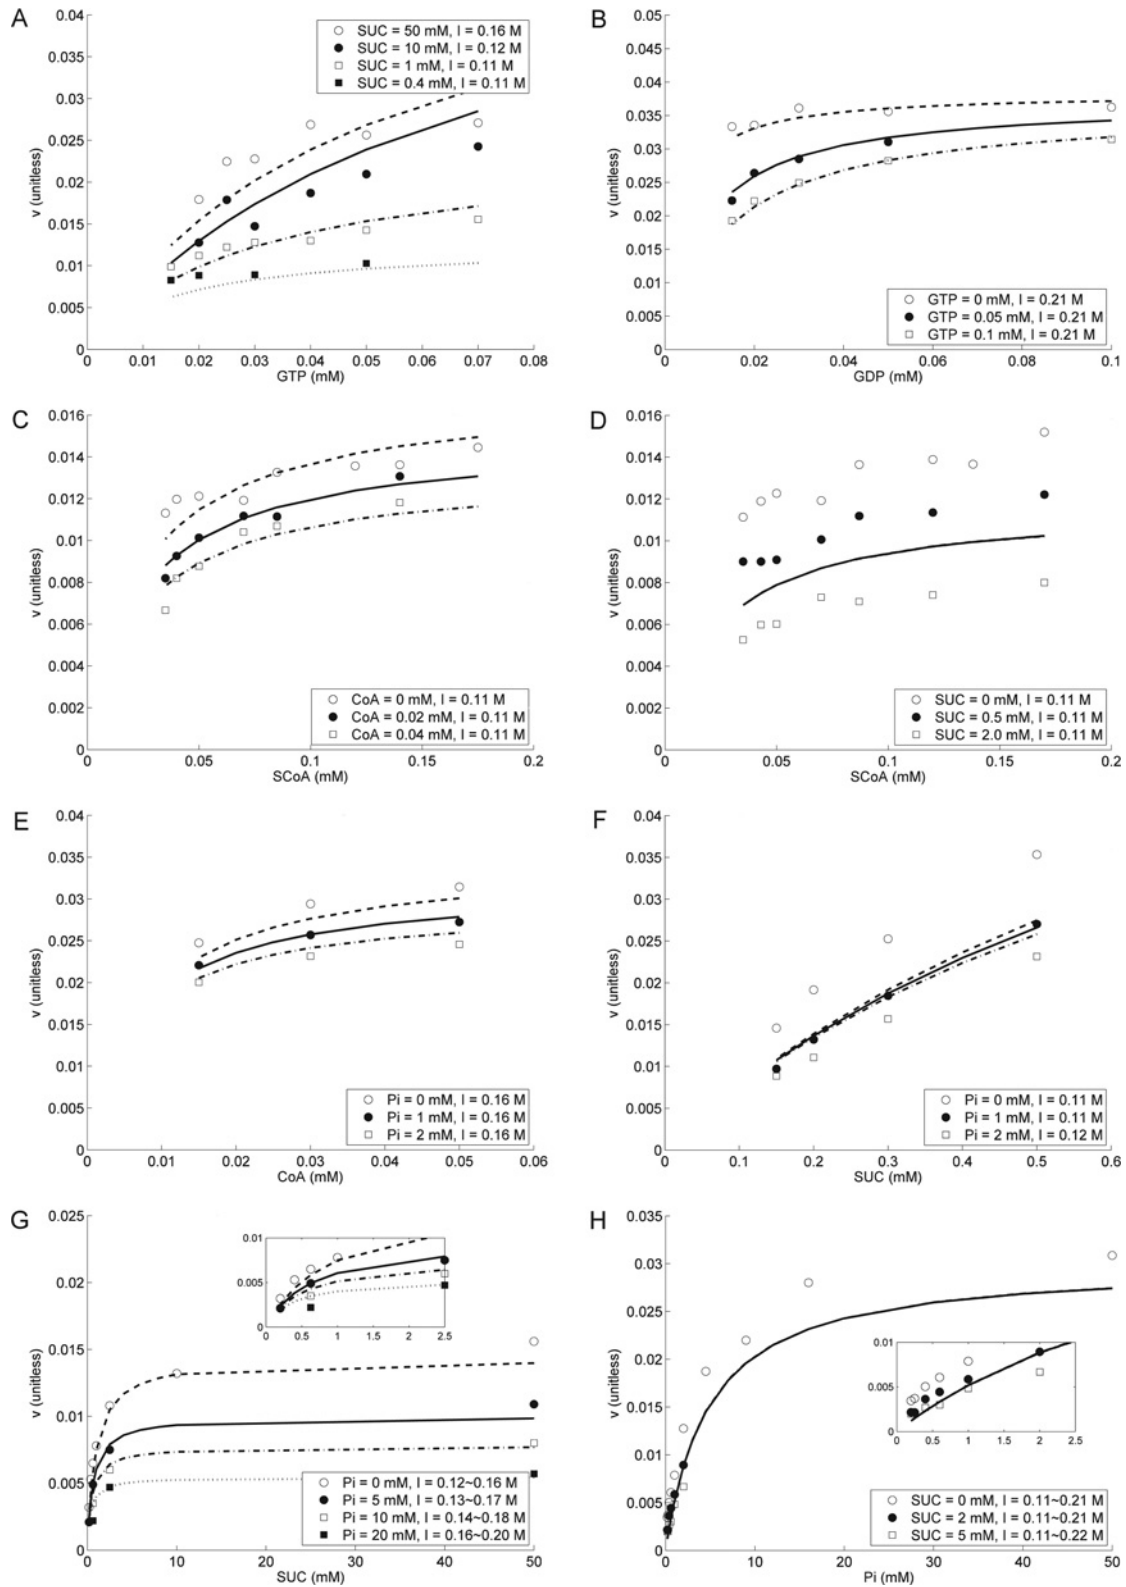 A
v (unitless)
0.04
0.035
0.03
0.025
0.02
0.015
0.01
0.005
0
SUC = 50 mM, I = 0.16 M
SUC = 10 mM, I = 0.12 M
SUC = 1 mM, I = 0.11 M
SUC = 0.4 mM, I = 0.11 M
0 0.01 0.02 0.03 0.04 0.05 0.06 0.07 0.08
GTP (mM)
B
v (unitless)
0.05
0.045
0.04
0.035
0.03
0.025
0.02
0.015
0.01
0.005
0
GTP = 0 mM, I = 0.21 M
GTP = 0.05 mM, I = 0.21 M
GTP = 0.1 mM, I = 0.21 M
0 0.02 0.04 0.06 0.08 0.1
GDP (mM)
C
v (unitless)
0.016
0.014
0.012
0.01
0.008
0.006
0.004
0.002
0
CoA = 0 mM, I = 0.11 M
CoA = 0.02 mM, I = 0.11 M
CoA = 0.04 mM, I = 0.11 M
0 0.05 0.1 0.15 0.2
SCoA (mM)
D
v (unitless)
0.016
0.014
0.012
0.01
0.008
0.006
0.004
0.002
0
SUC = 0 mM, I = 0.11 M
SUC = 0.5 mM, I = 0.11 M
SUC = 2.0 mM, I = 0.11 M
0 0.05 0.1 0.15 0.2
SCoA (mM)
E
v (unitless)
0.04
0.035
0.03
0.025
0.02
0.015
0.01
0.005
0
Pi = 0 mM, I = 0.16 M
Pi = 1 mM, I = 0.16 M
Pi = 2 mM, I = 0.16 M
0 0.01 0.02 0.03 0.04 0.05 0.06
CoA (mM)
F
v (unitless)
0.04
0.035
0.03
0.025
0.02
0.015
0.01
0.005
0
Pi = 0 mM, I = 0.11 M
Pi = 1 mM, I = 0.11 M
Pi = 2 mM, I = 0.12 M
0 0.1 0.2 0.3 0.4 0.5 0.6
SUC (mM)
G
v (unitless)
0.025
0.02
0.015
0.01
0.005
0
0.01
0.005
0
0 0.5 1 1.5 2 2.5
Pi = 0 mM, I = 0.12~0.16 M
Pi = 5 mM, I = 0.13~0.17 M
Pi = 10 mM, I = 0.14~0.18 M
Pi = 20 mM, I = 0.16~0.20 M
0 10 20 30 40 50
SUC (mM)
H
v (unitless)
0.035
0.03
0.025
0.02
0.015
0.01
0.005
0
0.01
0.005
0
0 0.5 1 1.5 2 2.5
SUC = 0 mM, I = 0.11~0.21 M
SUC = 2 mM, I = 0.11~0.21 M
SUC = 5 mM, I = 0.11~0.22 M
0 10 20 30 40 50
Pi (mM)